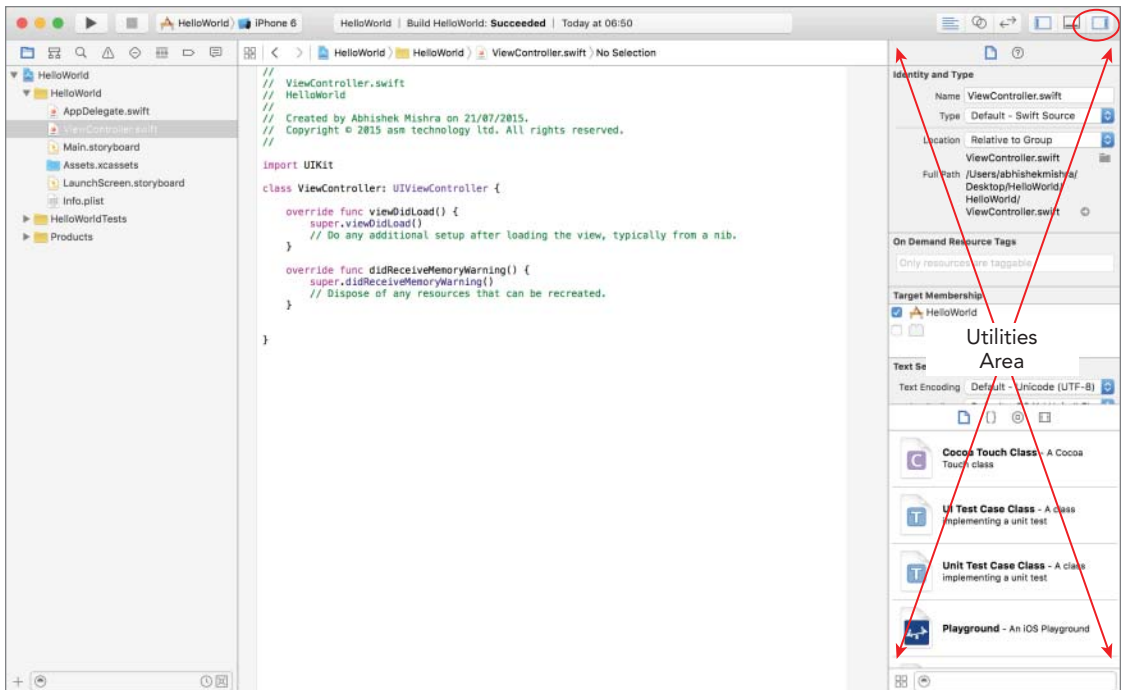 HelloWorld iPhone 6 HelloWorld | Build HelloWorld: Succeeded | Today at 06:50
HelloWorld HelloWorld ViewController.swift No Selection
HelloWorld
HelloWorld
AppDelegate.swift
ViewController.swift
Main.storyboard
Assets.xcassets
LaunchScreen.storyboard
Info.plist
HelloWorldTests
Products
//
//  ViewController.swift
//  HelloWorld
//
//  Created by Abhishek Mishra on 21/07/2015.
//  Copyright © 2015 asm technology ltd. All rights reserved.
//
import UIKit
class ViewController: UIViewController {
override func viewDidLoad() {
super.viewDidLoad()
// Do any additional setup after loading the view, typically from a nib.
}
override func didReceiveMemoryWarning() {
super.didReceiveMemoryWarning()
// Dispose of any resources that can be recreated.
}
}
Identity and Type
Name ViewController.swift
Type Default - Swift Source
Location Relative to Group
ViewController.swift
Full Path /Users/abhishekmishra/
Desktop/HelloWorld/
HelloWorld/
ViewController.swift
On Demand Resource Tags
Only resources are taggable
Target Membership
HelloWorld
Utilities
Area
Text Se
Text Encoding Default - Unicode (UTF-8)
C Cocoa Touch Class - A Cocoa
Touch class
T UI Test Case Class - A class
implementing a unit test
T Unit Test Case Class - A class
implementing a unit test
Playground - An iOS Playground